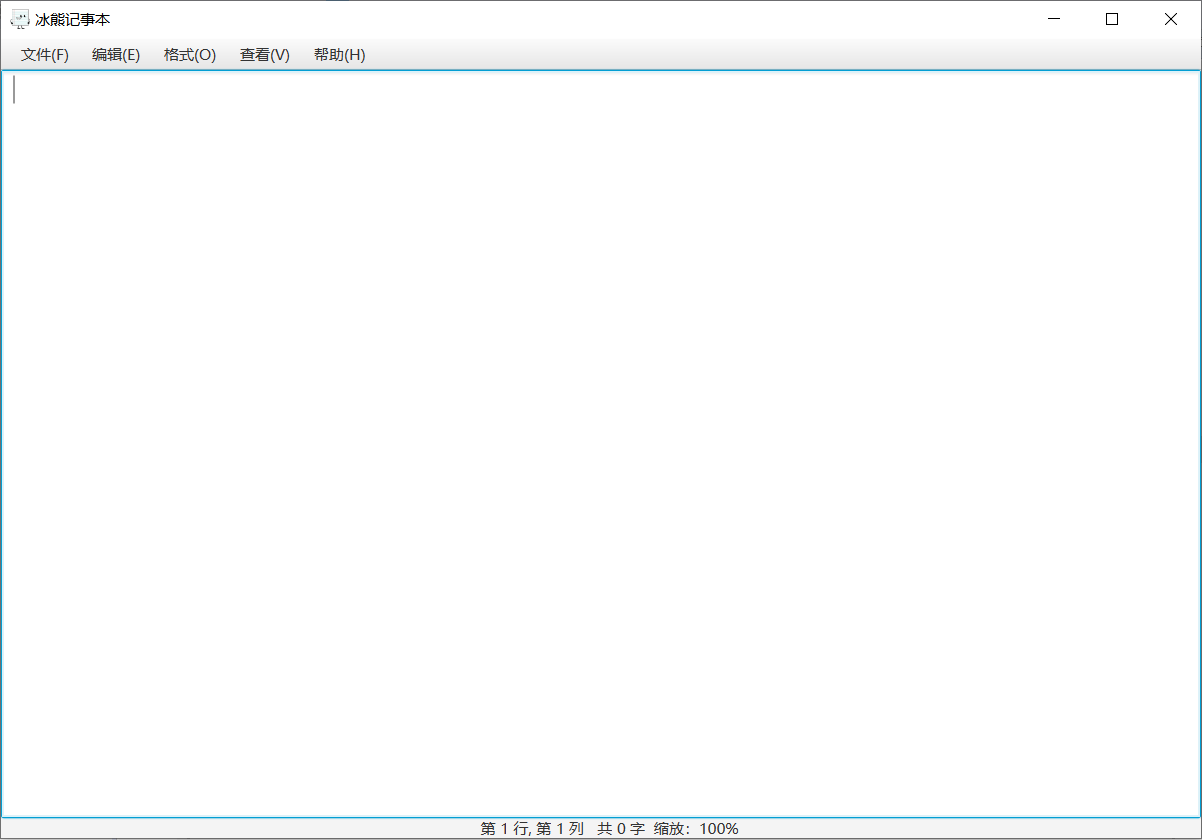 冰熊记事本
文件(F) 编辑(E) 格式(O) 查看(V) 帮助(H)
第 1 行, 第 1 列 共 0 字 缩放：100%